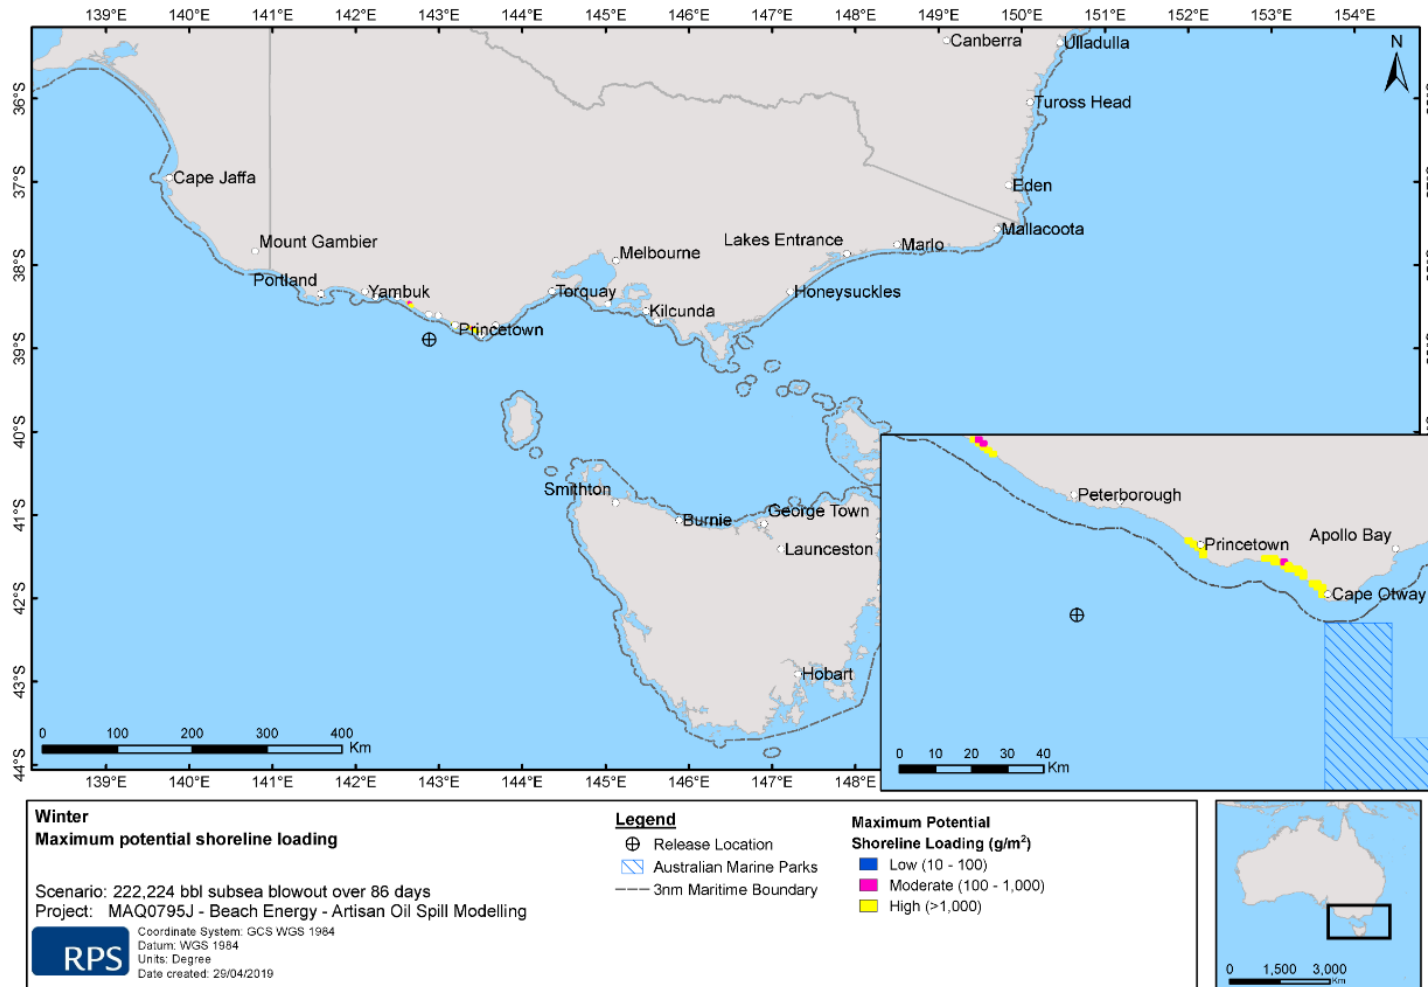 139°E 140°E 141°E 142°E 143°E 144°E 145°E 146°E 147°E 148°E 149°E 150°E 151°E 152°E 153°E 154°E
N
Canberra
Ulladulla
36°S
Tuross Head
37°S
Cape Jaffa
Eden
Mount Gambier
Lakes Entrance
Marlo
Mallacoota
Melbourne
38°S
Portland
Yambuk
Torquay
Honeysuckles
Kilcunda
Princetown
39°S
40°S
Smithton
41°S
Burnie
George Town
Launceston
42°S
43°S
Hobart
0 100 200 300 400
Km
44°S
139°E 140°E 141°E 142°E 143°E 144°E 145°E 146°E 147°E 148°E
Peterborough
Princetown
Apollo Bay
Cape Otway
0 10 20 30 40
Km
Winter
Maximum potential shoreline loading
Scenario: 222,224 bbl subsea blowout over 86 days
Project: MAQ0795J - Beach Energy - Artisan Oil Spill Modelling
RPS
Coordinate System: GCS WGS 1984
Datum: WGS 1984
Units: Degree
Date created: 29/04/2019
Legend
Release Location
Australian Marine Parks
3nm Maritime Boundary
Maximum Potential
Shoreline Loading (g/m²)
Low (10 - 100)
Moderate (100 - 1,000)
High (>1,000)
0 1,500 3,000
Km